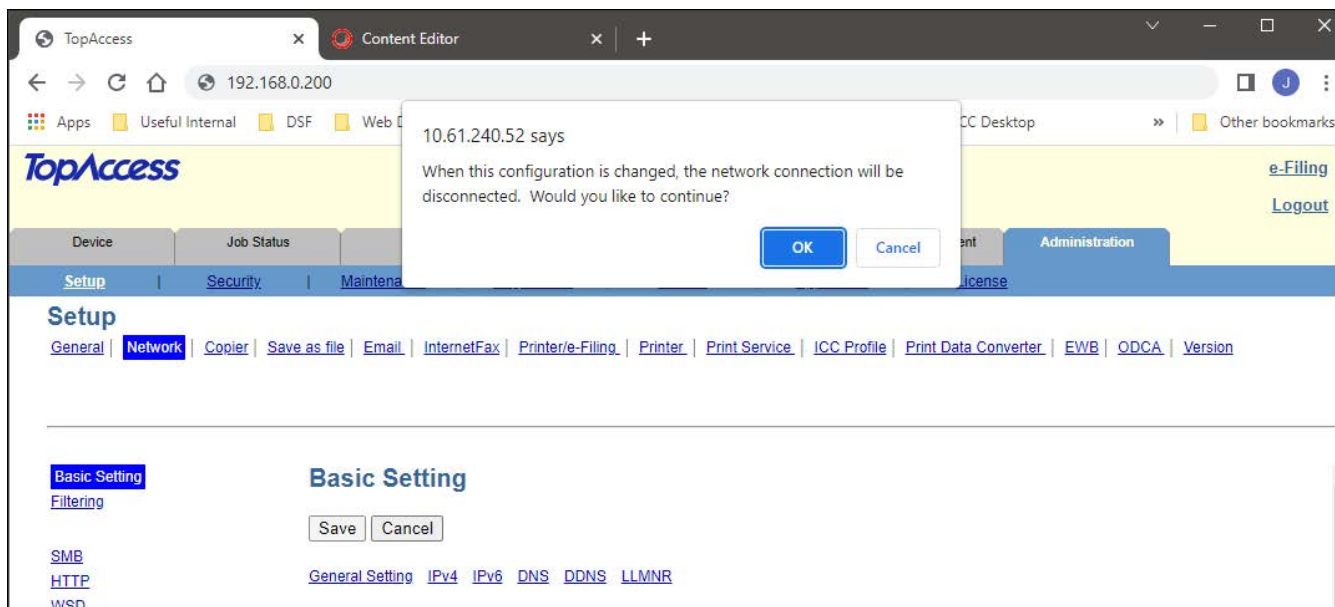 TopAccess
Content Editor
192.168.0.200
J
Apps Useful Internal DSF Web CC Desktop » Other bookmarks
10.61.240.52 says
When this configuration is changed, the network connection will be
disconnected. Would you like to continue?
OK Cancel
TopAccess
e-Filing
Logout
Device Job Status ent Administration
Setup | Security | Maintena License
Setup
General | Network | Copier | Save as file | Email | InternetFax | Printer/e-Filing | Printer | Print Service | ICC Profile | Print Data Converter | EWB | ODCA | Version
Basic Setting
Filtering
SMB
HTTP
WSD
Basic Setting
Save Cancel
General Setting IPv4 IPv6 DNS DDNS LLMNR